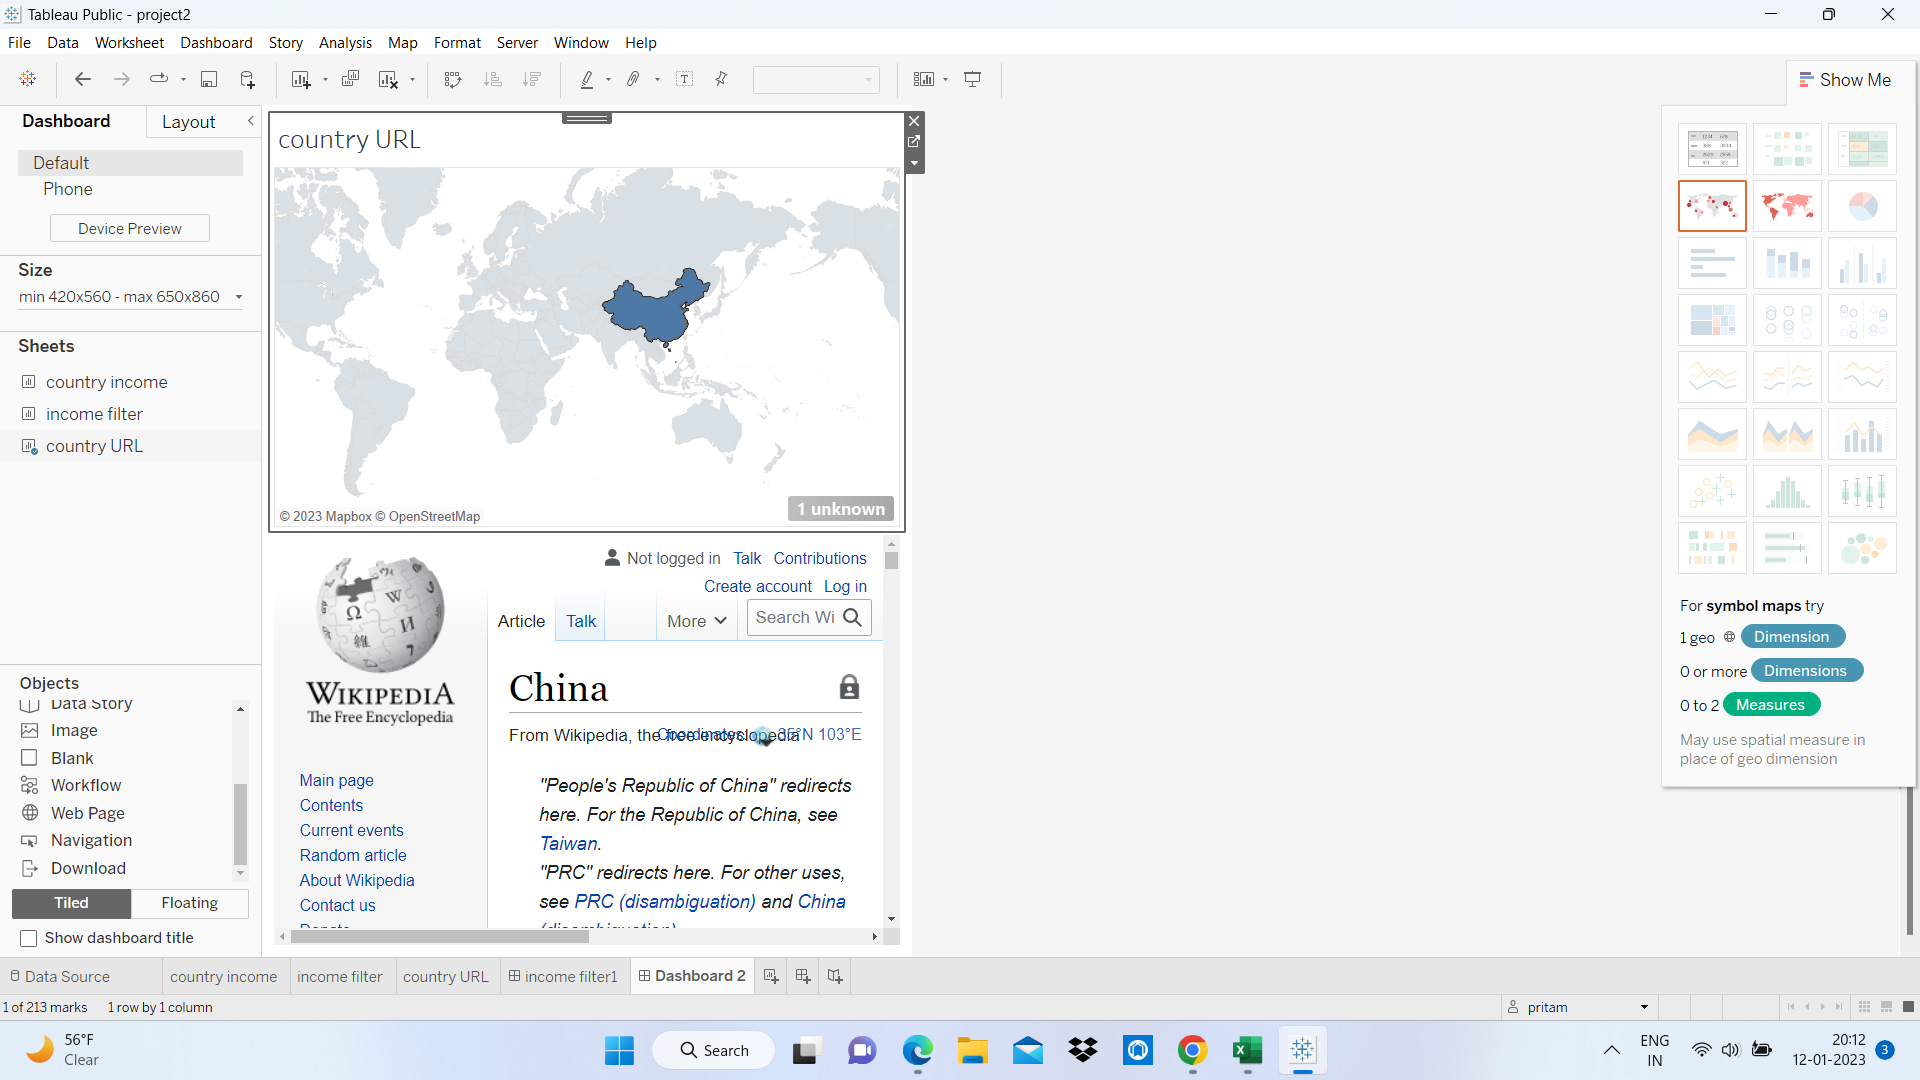 Tableau Public - project2
File Data Worksheet Dashboard Story Analysis Map Format Server Window Help
Show Me
Dashboard Layout
Default
Phone
Device Preview
Size
min 420x560 - max 650x860
Sheets
country income
income filter
country URL
Objects
Data Story
Image
Blank
Workflow
Web Page
Navigation
Download
Tiled Floating
Show dashboard title
country URL
© 2023 Mapbox © OpenStreetMap
1 unknown
Not logged in Talk Contributions
Create account Log in
Article Talk More Search Wi
WIKIPEDIA
The Free Encyclopedia
China
From Wikipedia, the free encyclopedia
Coordinates: 35°N 103°E
Main page
Contents
Current events
Random article
About Wikipedia
Contact us
Donate
"People's Republic of China" redirects
here. For the Republic of China, see
Taiwan.
"PRC" redirects here. For other uses,
see PRC (disambiguation) and China
(disambiguation)
For symbol maps try
1 geo Dimension
0 or more Dimensions
0 to 2 Measures
May use spatial measure in
place of geo dimension
Data Source country income income filter country URL income filter1 Dashboard 2
1 of 213 marks 1 row by 1 column
pritam
56°F
Clear
Search
ENG
IN
20:12
12-01-2023
3